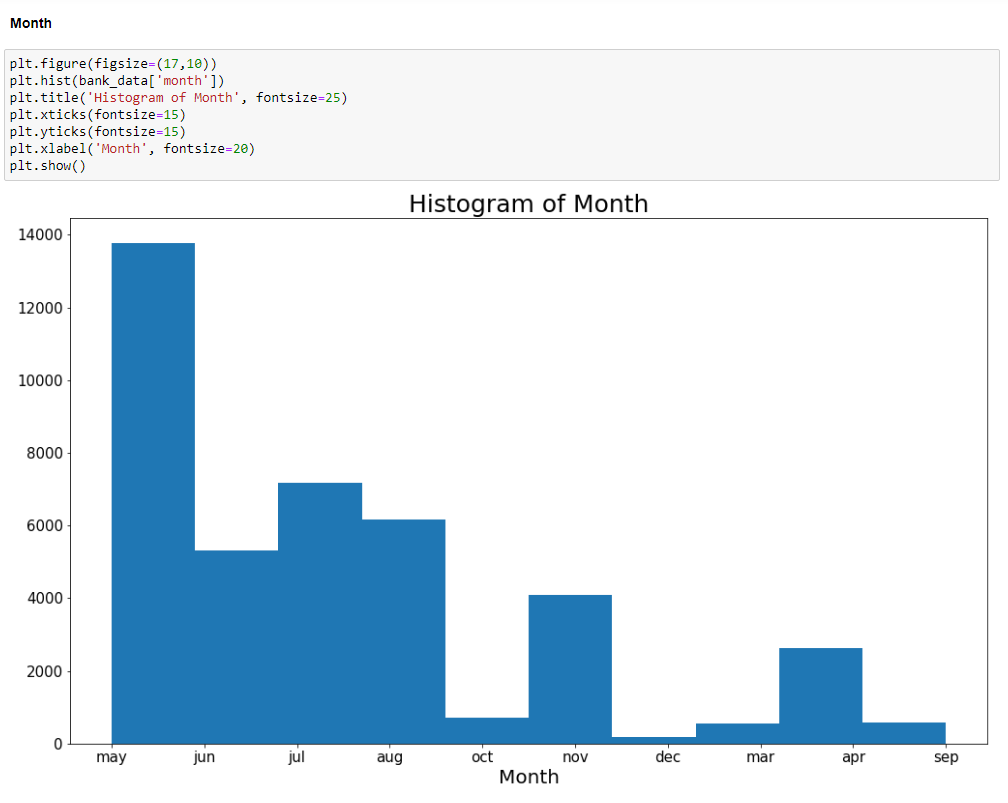 Month
plt.figure(figsize=(17,10))
plt.hist(bank_data['month'])
plt.title('Histogram of Month', fontsize=25)
plt.xticks(fontsize=15)
plt.yticks(fontsize=15)
plt.xlabel('Month', fontsize=20)
plt.show()
Histogram of Month
14000
12000
10000
8000
6000
4000
2000
0
may jun jul aug oct nov dec mar apr sep
Month